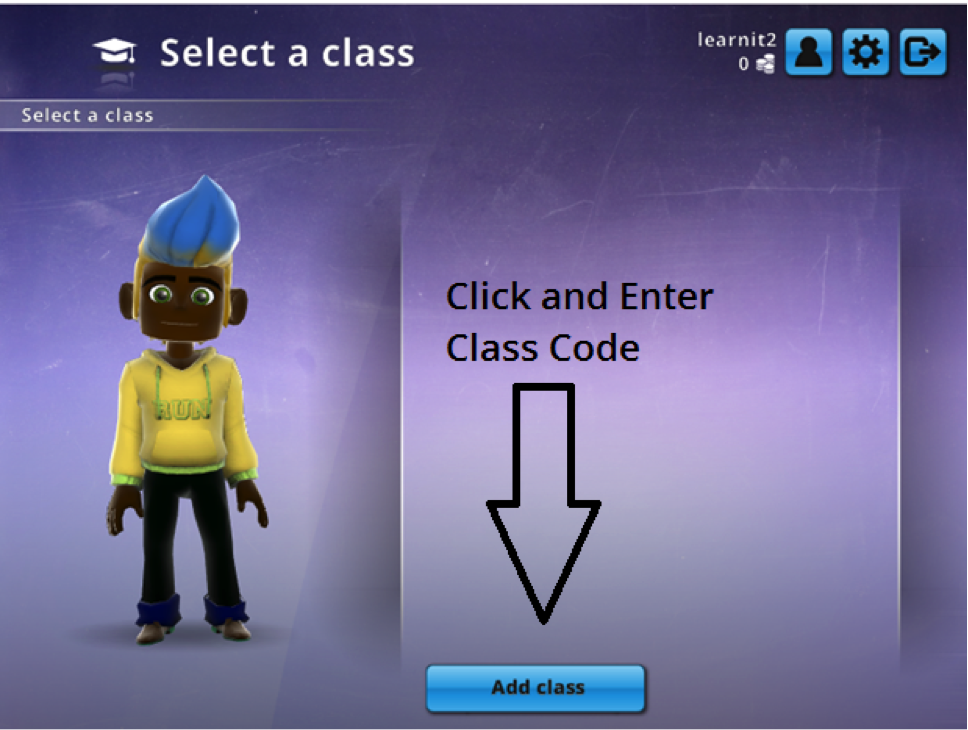 Select a class
learnit2
0
Select a class
RUN
Click and Enter
Class Code
Add class